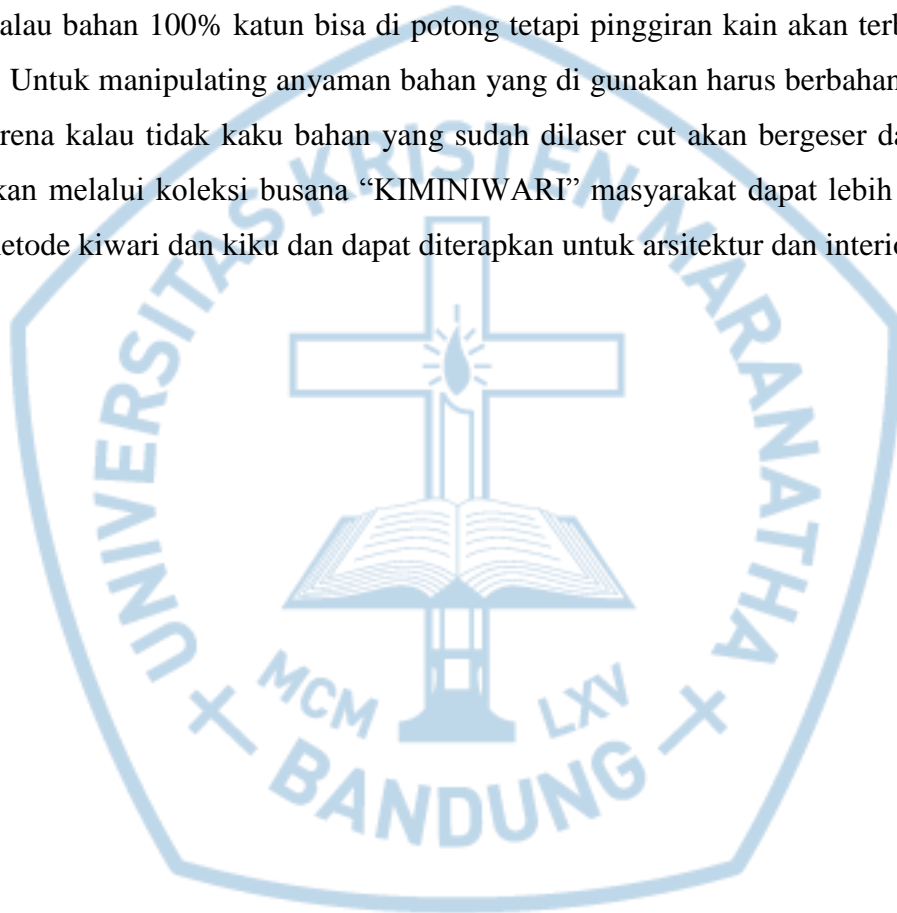 alau bahan 100% katun bisa di potong tetapi pinggiran kain akan terb
Untuk manipulating anyaman bahan yang di gunakan harus berbahan
rena kalau tidak kaku bahan yang sudah dilaser cut akan bergeser da
kan melalui koleksi busana “KIMINIWARI” masyarakat dapat lebih
etode kiwari dan kiku dan dapat diterapkan untuk arsitektur dan interio
UNIVERSITAS KRISTEN MARANATHA
MCM LXV
BANDUNG